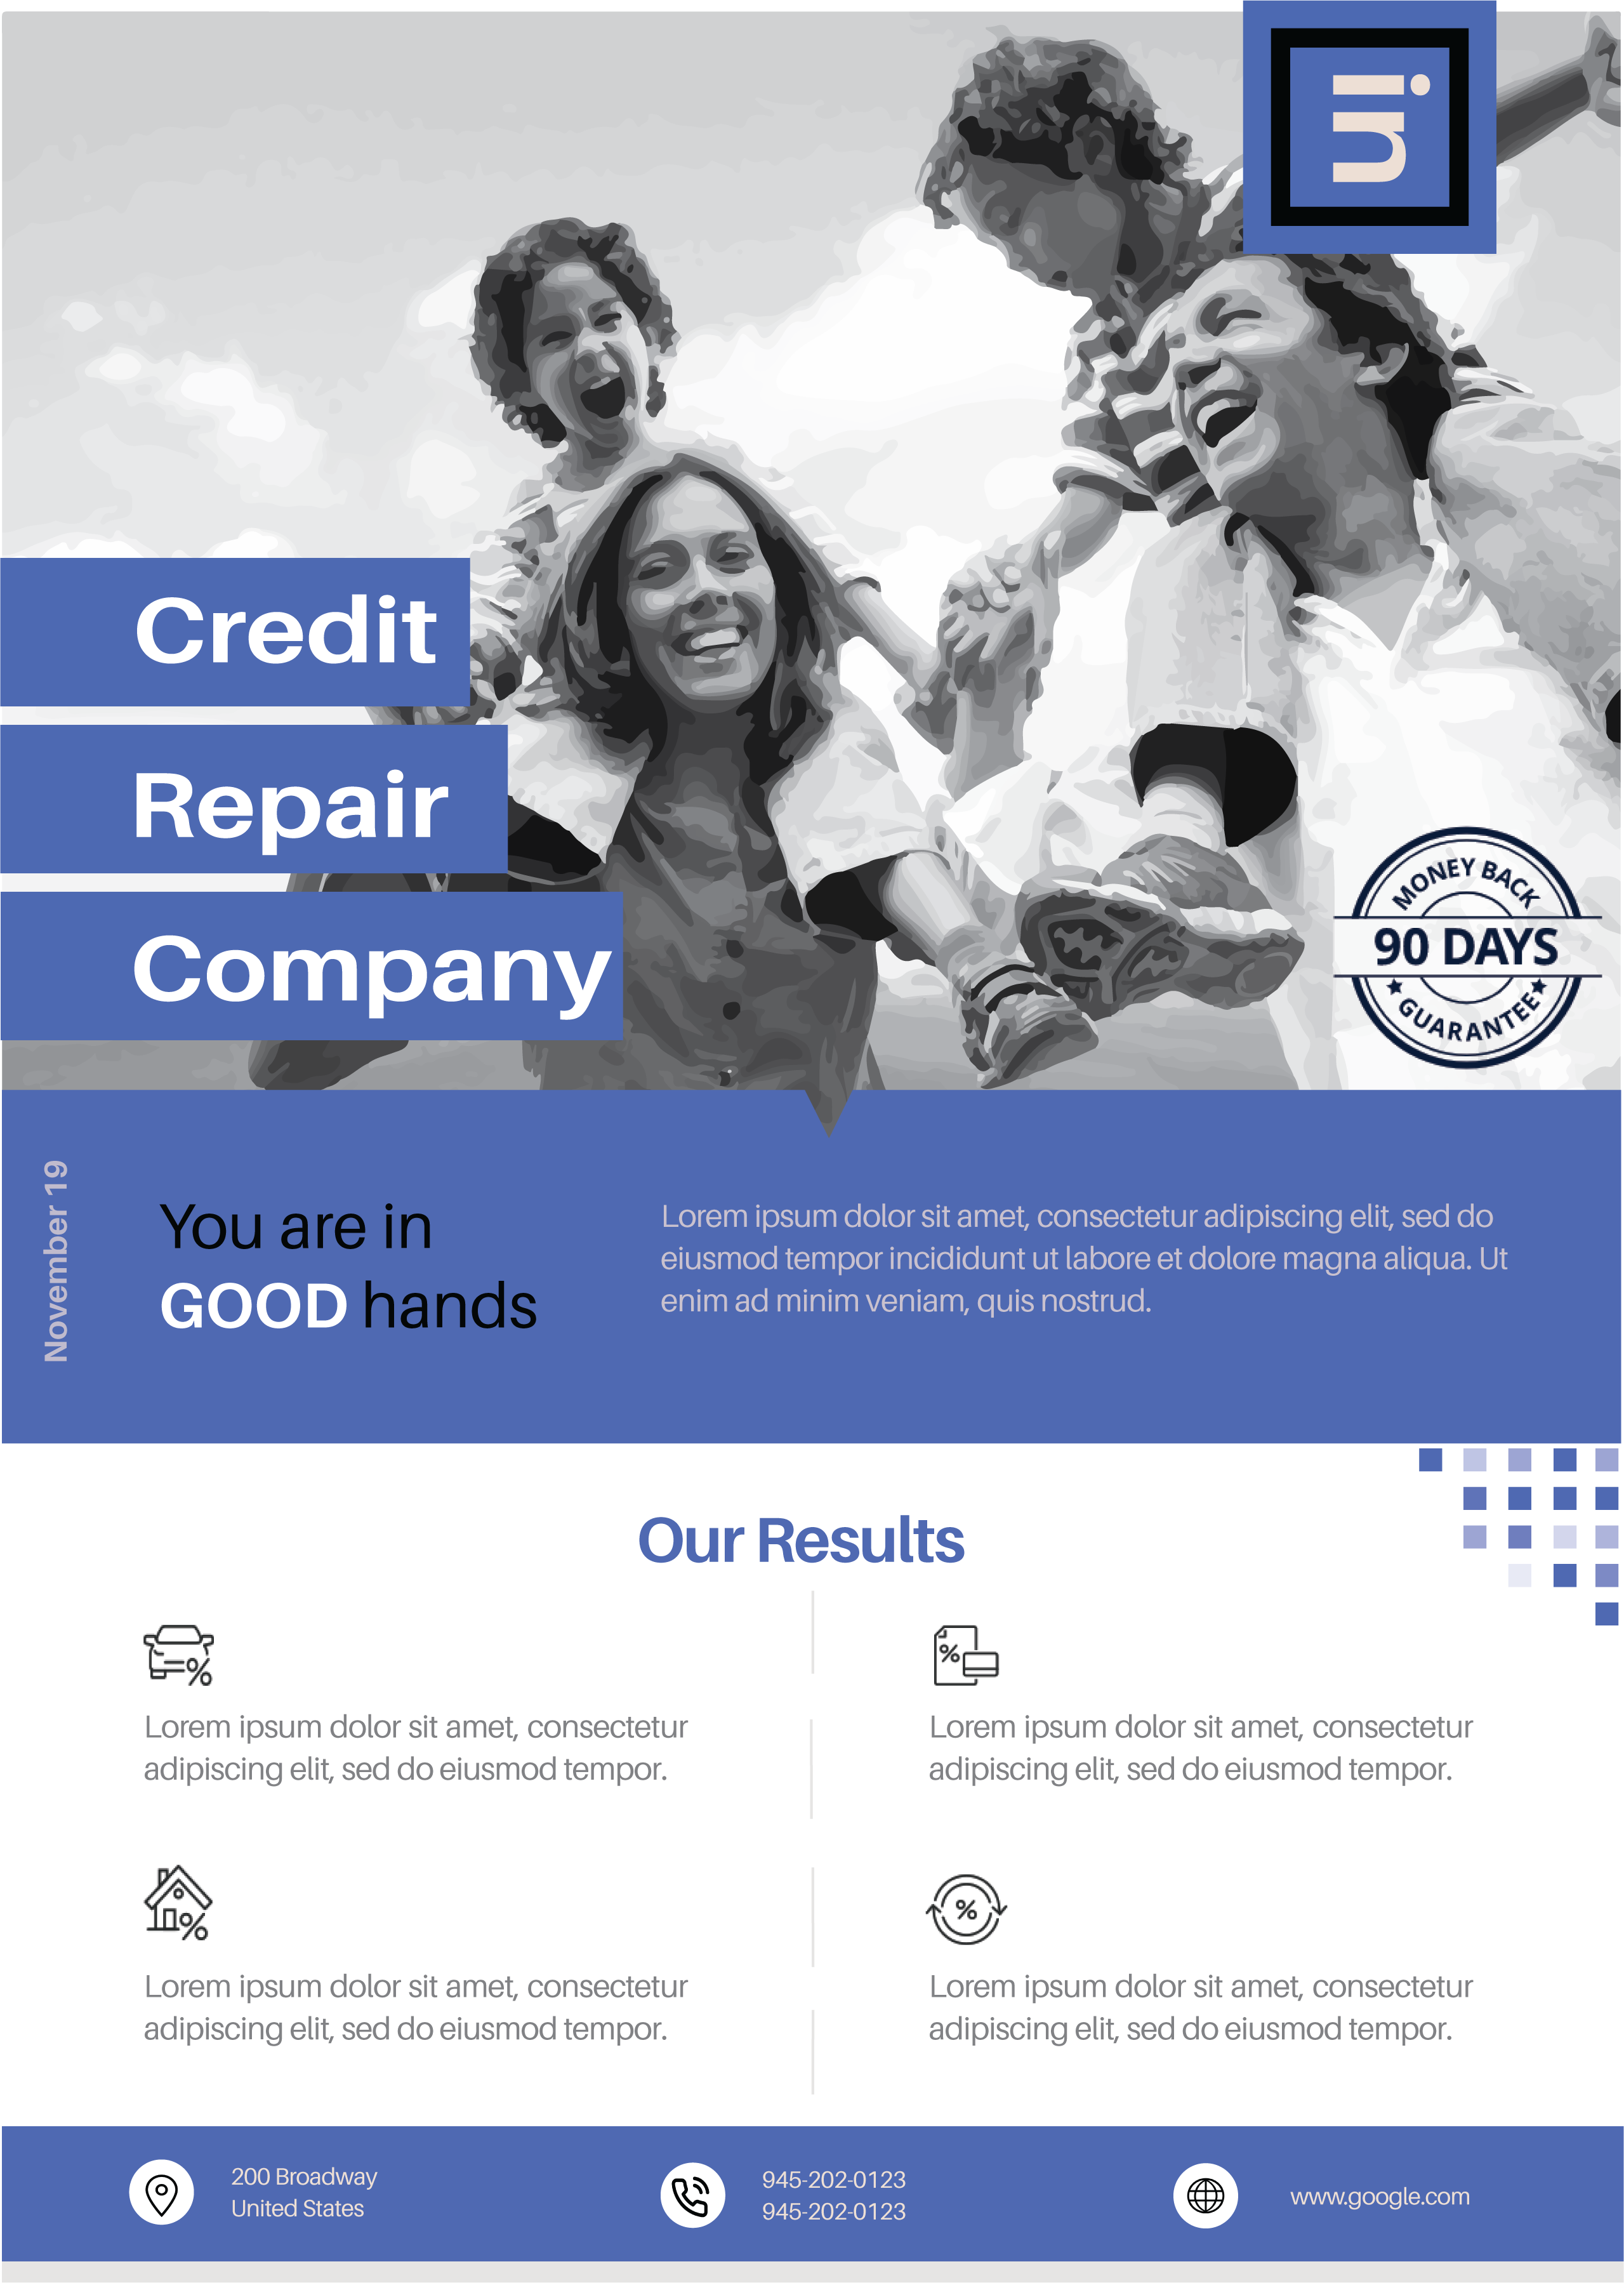 in
Credit
Repair
Company
MONEY BACK
90 DAYS
GUARANTEE
November 19
You are in
GOOD hands
Lorem ipsum dolor sit amet, consectetur adipiscing elit, sed do
eiusmod tempor incididunt ut labore et dolore magna aliqua. Ut
enim ad minim veniam, quis nostrud.
Our Results
%
Lorem ipsum dolor sit amet, consectetur
adipiscing elit, sed do eiusmod tempor.
%
Lorem ipsum dolor sit amet, consectetur
adipiscing elit, sed do eiusmod tempor.
%
Lorem ipsum dolor sit amet, consectetur
adipiscing elit, sed do eiusmod tempor.
%
Lorem ipsum dolor sit amet, consectetur
adipiscing elit, sed do eiusmod tempor.
200 Broadway
United States
945-202-0123
945-202-0123
www.google.com